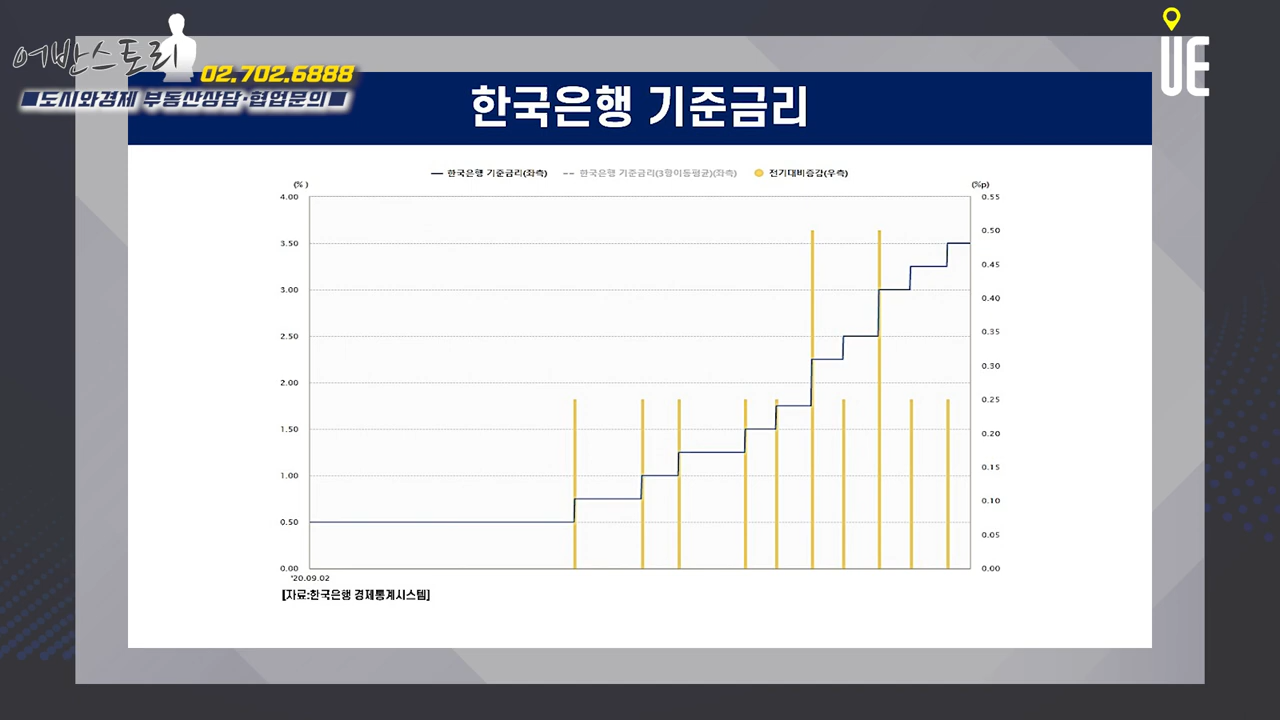 어반스토리
02.702.6888
■도시와경제 부동산상담·협업문의■
UE
한국은행 기준금리
한국은행 기준금리(좌측) 한국은행 기준금리(3항이동평균)(좌측) 전기대비증감(우측)
(%) (%p)
4.00 0.55
3.50 0.50
3.00 0.45
2.50 0.40
2.00 0.35
1.50 0.30
1.00 0.25
0.50 0.20
0.00 0.15
0.10
0.05
0.00
'20.09.02
[자료:한국은행 경제통계시스템]